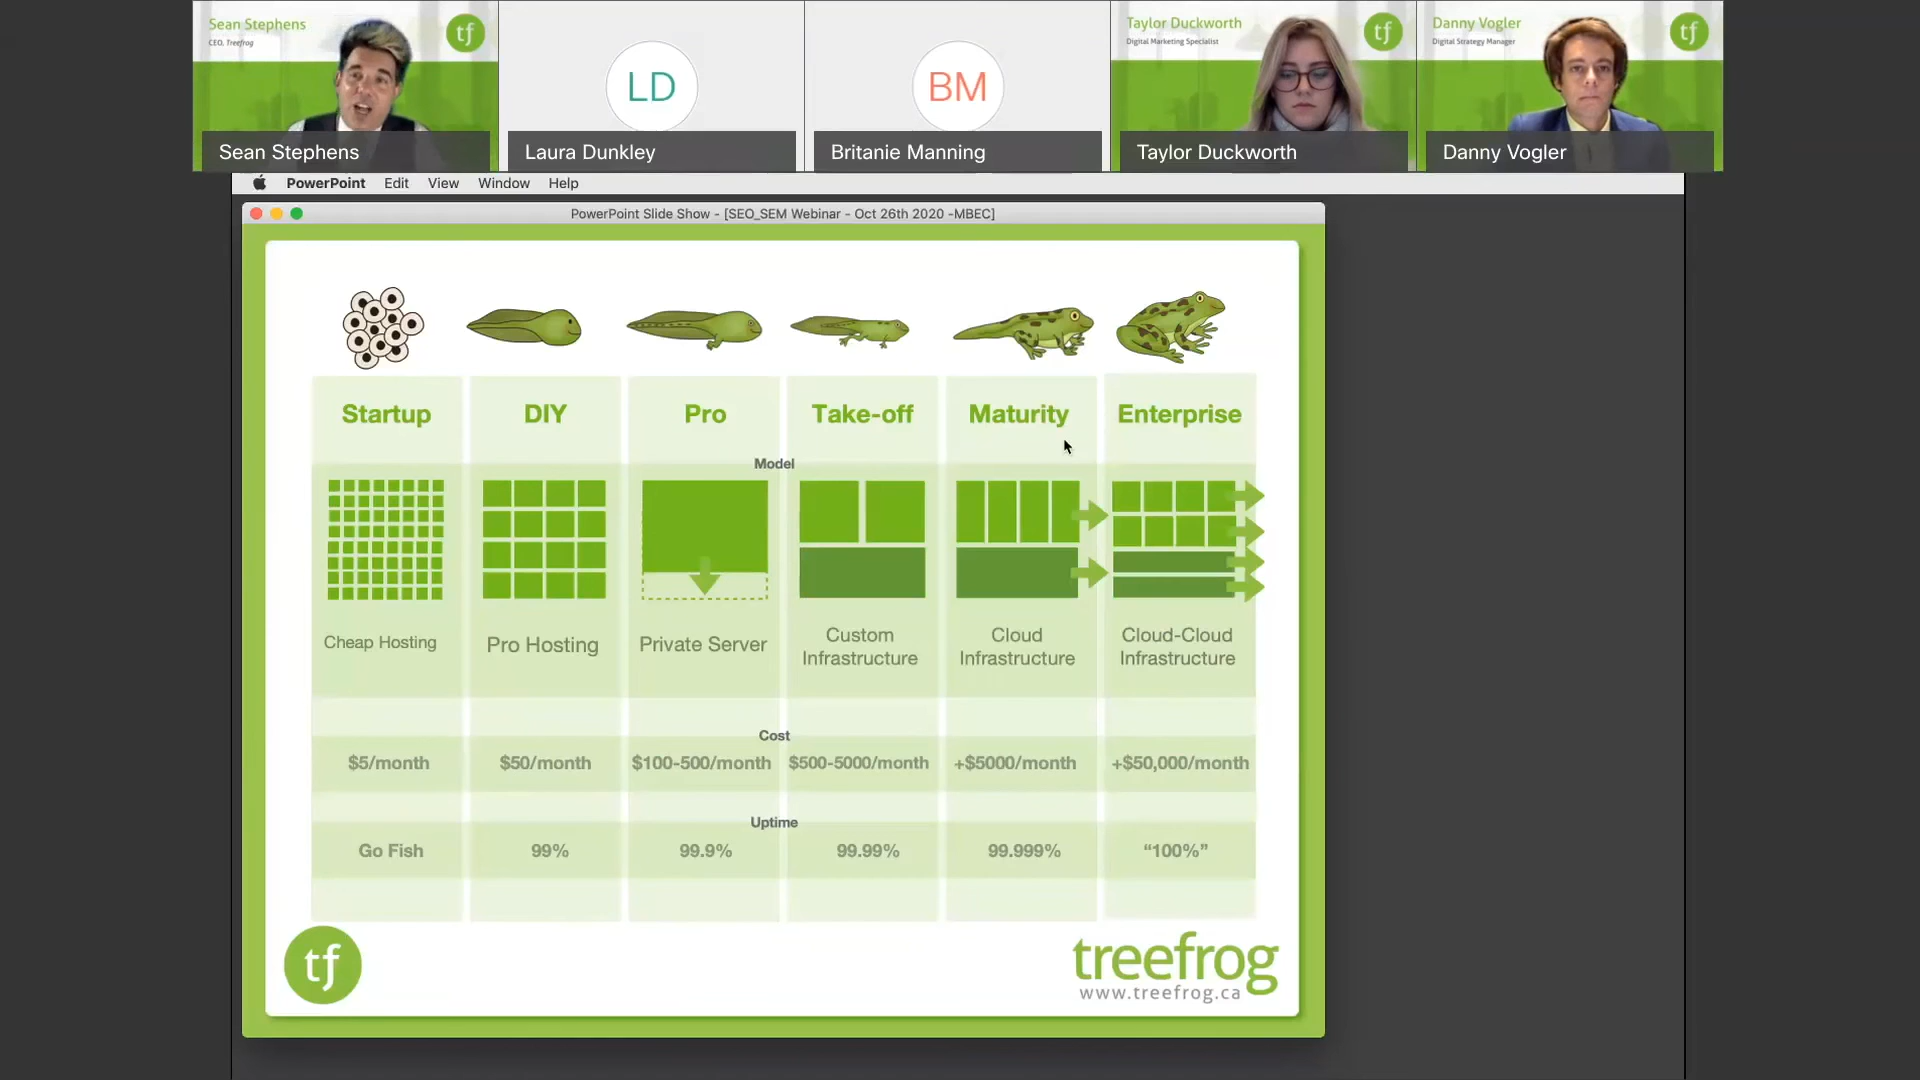 Sean Stephens
CEO, Treefrog
tf
LD
BM
Taylor Duckworth
Digital Marketing Specialist
tf
Danny Vogler
Digital Strategy Manager
tf
Sean Stephens
Laura Dunkley
Britanie Manning
Taylor Duckworth
Danny Vogler
PowerPoint Edit View Window Help
PowerPoint Slide Show - [SEO_SEM Webinar - Oct 26th 2020 -MBEC]
Startup DIY Pro Take-off Maturity Enterprise
Model
Cheap Hosting
Pro Hosting
Private Server
Custom
Infrastructure
Cloud
Infrastructure
Cloud-Cloud
Infrastructure
Cost
$5/month $50/month $100-500/month $500-5000/month +$5000/month +$50,000/month
Uptime
Go Fish 99% 99.9% 99.99% 99.999% “100%”
tf
treefrog
www.treefrog.ca